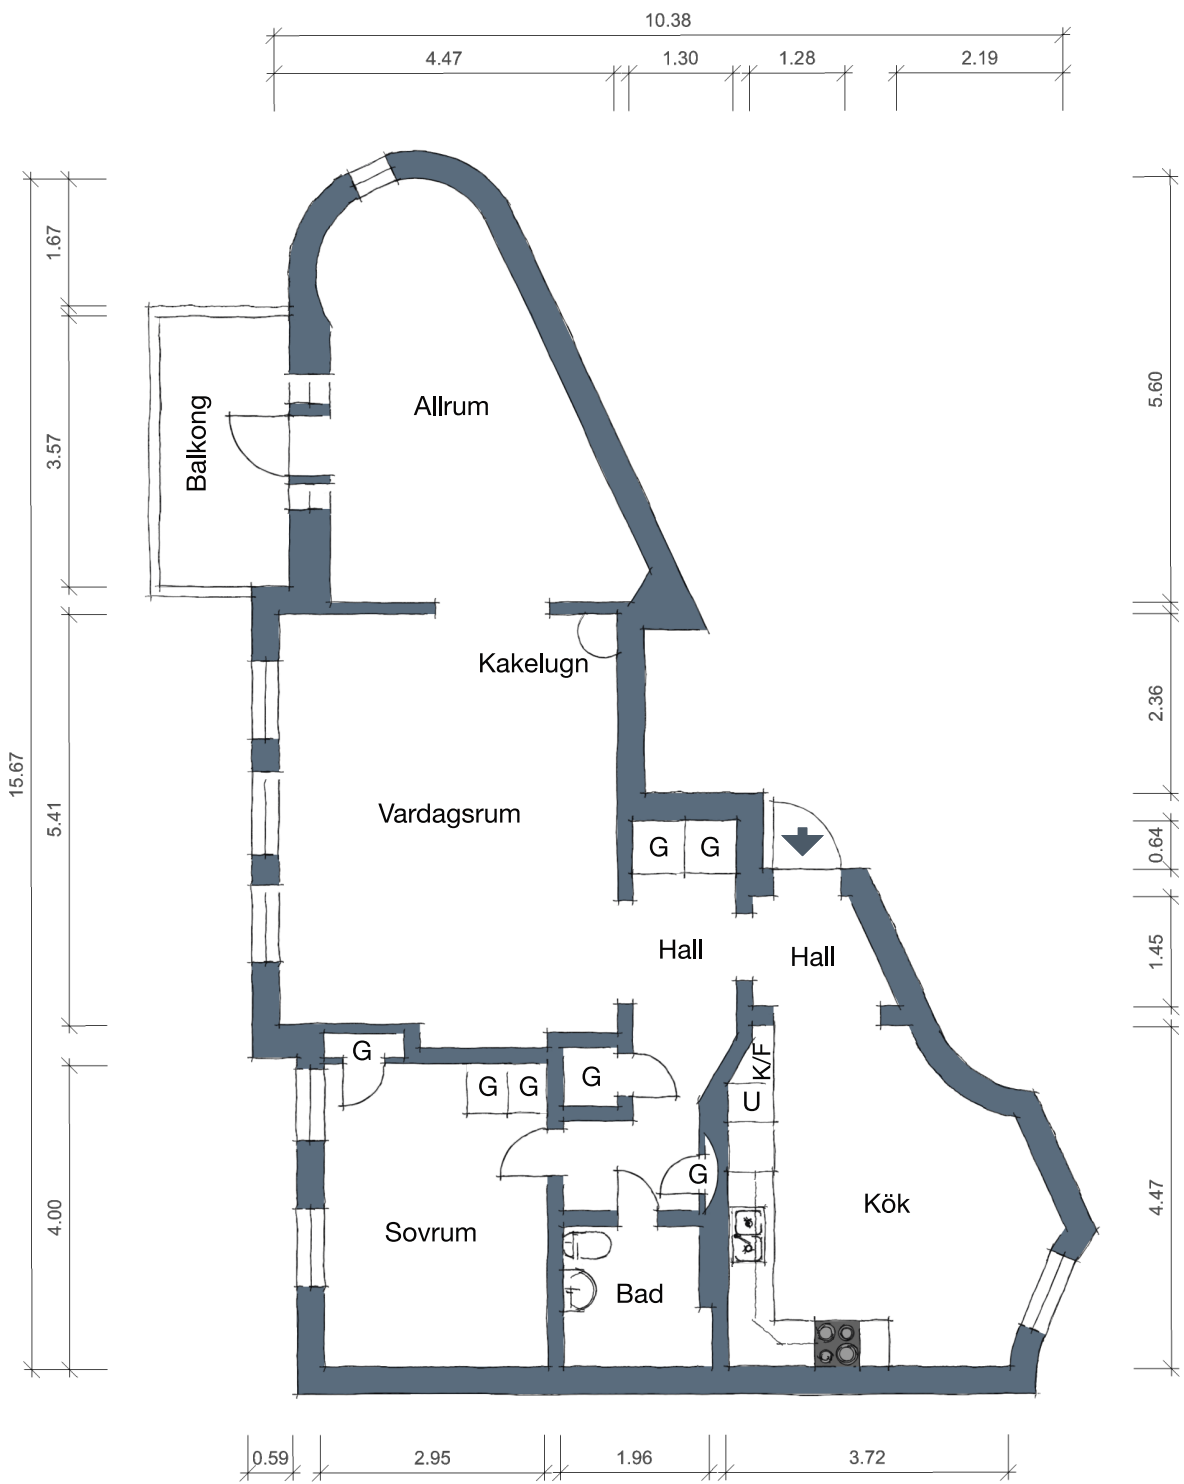 10.38
4.47
1.30
1.28
2.19
1.67
5.60
Allrum
Balkong
3.57
Kakelugn
2.36
15.67
5.41
Vardagsrum
G
G
0.64
Hall
Hall
1.45
G
K/F
G
G
G
U
G
4.00
Kök
4.47
Sovrum
Bad
0.59
2.95
1.96
3.72